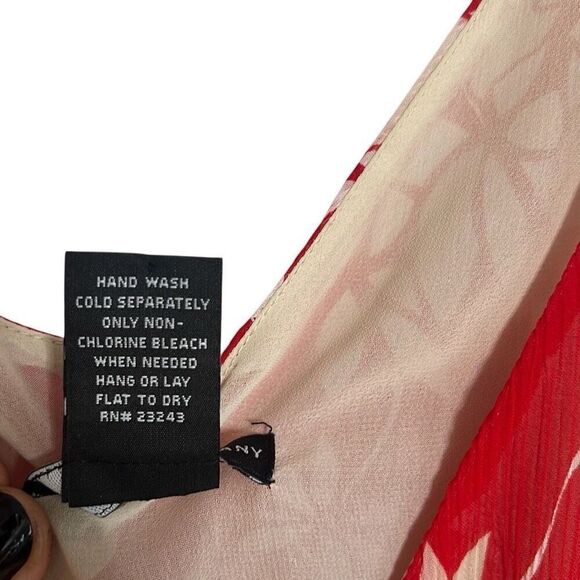 HAND WASH
COLD SEPARATELY
ONLY NON-
CHLORINE BLEACH
WHEN NEEDED
HANG OR LAY
FLAT TO DRY
RN# 23243